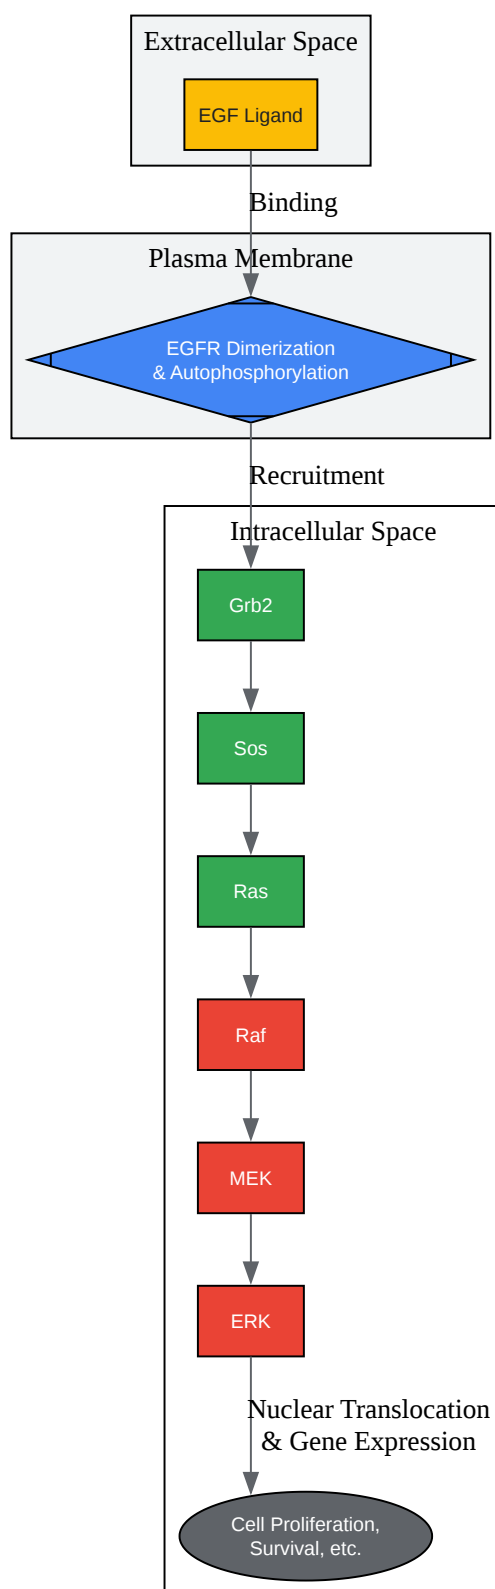 Extracellular Space
EGF Ligand
Binding
Plasma Membrane
EGFR Dimerization
& Autophosphorylation
Recruitment
Intracellular Space
Grb2
Sos
Ras
Raf
MEK
ERK
Nuclear Translocation
& Gene Expression
Cell Proliferation,
Survival, etc.